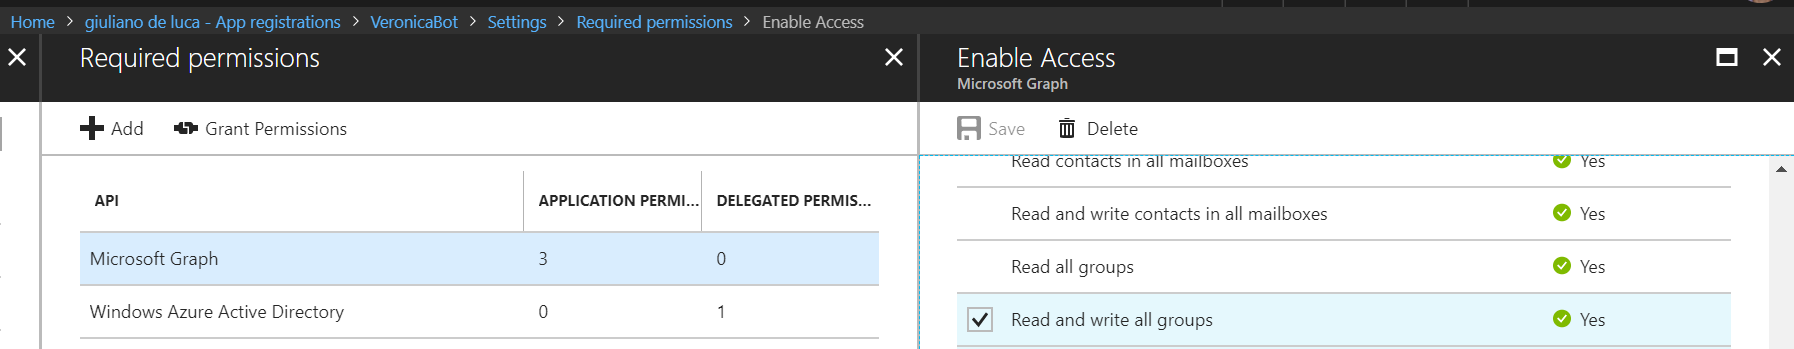 Home > giuliano de luca - App registrations > VeronicaBot > Settings > Required permissions > Enable Access
Required permissions
Add Grant Permissions
API APPLICATION PERMI... DELEGATED PERMIS...
Microsoft Graph 3 0
Windows Azure Active Directory 0 1
Enable Access
Microsoft Graph
Save Delete
Read contacts in all mailboxes Yes
Read and write contacts in all mailboxes Yes
Read all groups Yes
Read and write all groups Yes